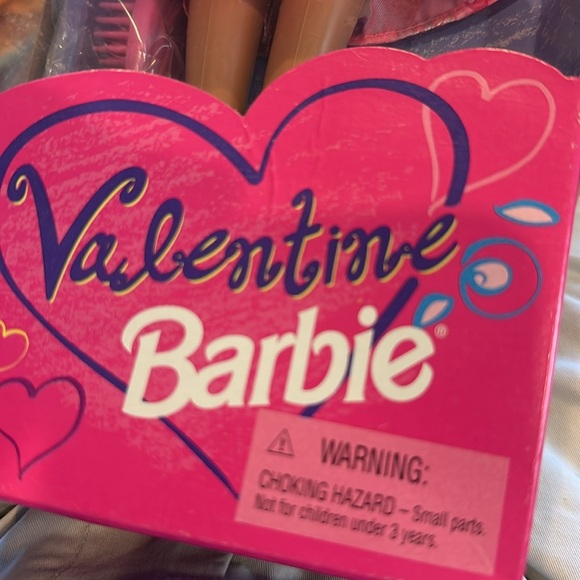 Valentine
Barbie®
⚠ WARNING:
CHOKING HAZARD – Small parts.
Not for children under 3 years.